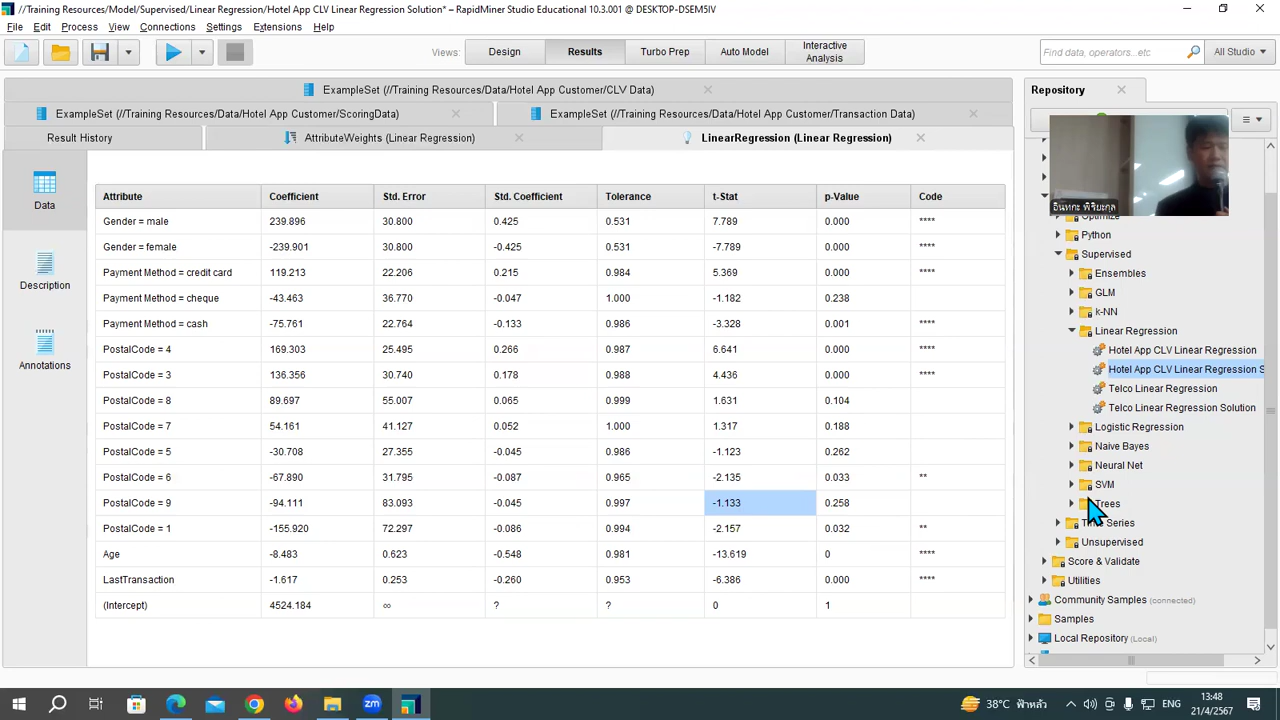 //Training Resources/Model/Supervised/Linear Regression/Hotel App CLV Linear Regression Solution* – RapidMiner Studio Educational 10.3.001 @ DESKTOP-DSEM5IV
File Edit Process View Connections Settings Extensions Help
Views: Design Results Turbo Prep Auto Model Interactive Analysis
Find data, operators...etc All Studio
ExampleSet (//Training Resources/Data/Hotel App Customer/CLV Data)
ExampleSet (//Training Resources/Data/Hotel App Customer/ScoringData) ExampleSet (//Training Resources/Data/Hotel App Customer/Transaction Data)
Result History AttributeWeights (Linear Regression) LinearRegression (Linear Regression)
Data
Description
Annotations
Attribute Coefficient Std. Error Std. Coefficient Tolerance t-Stat p-Value Code
Gender = male 239.896 30.800 0.425 0.531 7.789 0.000 ****
Gender = female -239.901 30.800 -0.425 0.531 -7.789 0.000 ****
Payment Method = credit card 119.213 22.206 0.215 0.984 5.369 0.000 ****
Payment Method = cheque -43.463 36.770 -0.047 1.000 -1.182 0.238
Payment Method = cash -75.761 22.764 -0.133 0.986 -3.328 0.001 ****
PostalCode = 4 169.303 25.495 0.266 0.987 6.641 0.000 ****
PostalCode = 3 136.356 30.740 0.178 0.988 4.436 0.000 ****
PostalCode = 8 89.697 55.007 0.065 0.999 1.631 0.104
PostalCode = 7 54.161 41.127 0.052 1.000 1.317 0.188
PostalCode = 5 -30.708 27.355 -0.045 0.986 -1.123 0.262
PostalCode = 6 -67.890 31.795 -0.087 0.965 -2.135 0.033 **
PostalCode = 9 -94.111 83.093 -0.045 0.997 -1.133 0.258
PostalCode = 1 -155.920 72.297 -0.086 0.994 -2.157 0.032 **
Age -8.483 0.623 -0.548 0.981 -13.619 0 ****
LastTransaction -1.617 0.253 -0.260 0.953 -6.386 0.000 ****
(Intercept) 4524.184 ∞ ? ? 0 1
Repository
Optimize
Python
Supervised
Ensembles
GLM
k-NN
Linear Regression
Hotel App CLV Linear Regression
Hotel App CLV Linear Regression S
Telco Linear Regression
Telco Linear Regression Solution
Logistic Regression
Naive Bayes
Neural Net
SVM
Trees
Time Series
Unsupervised
Score & Validate
Utilities
Community Samples (connected)
Samples
Local Repository (Local)
38°C ฟ้าหลัว ENG 13:48
21/4/2567